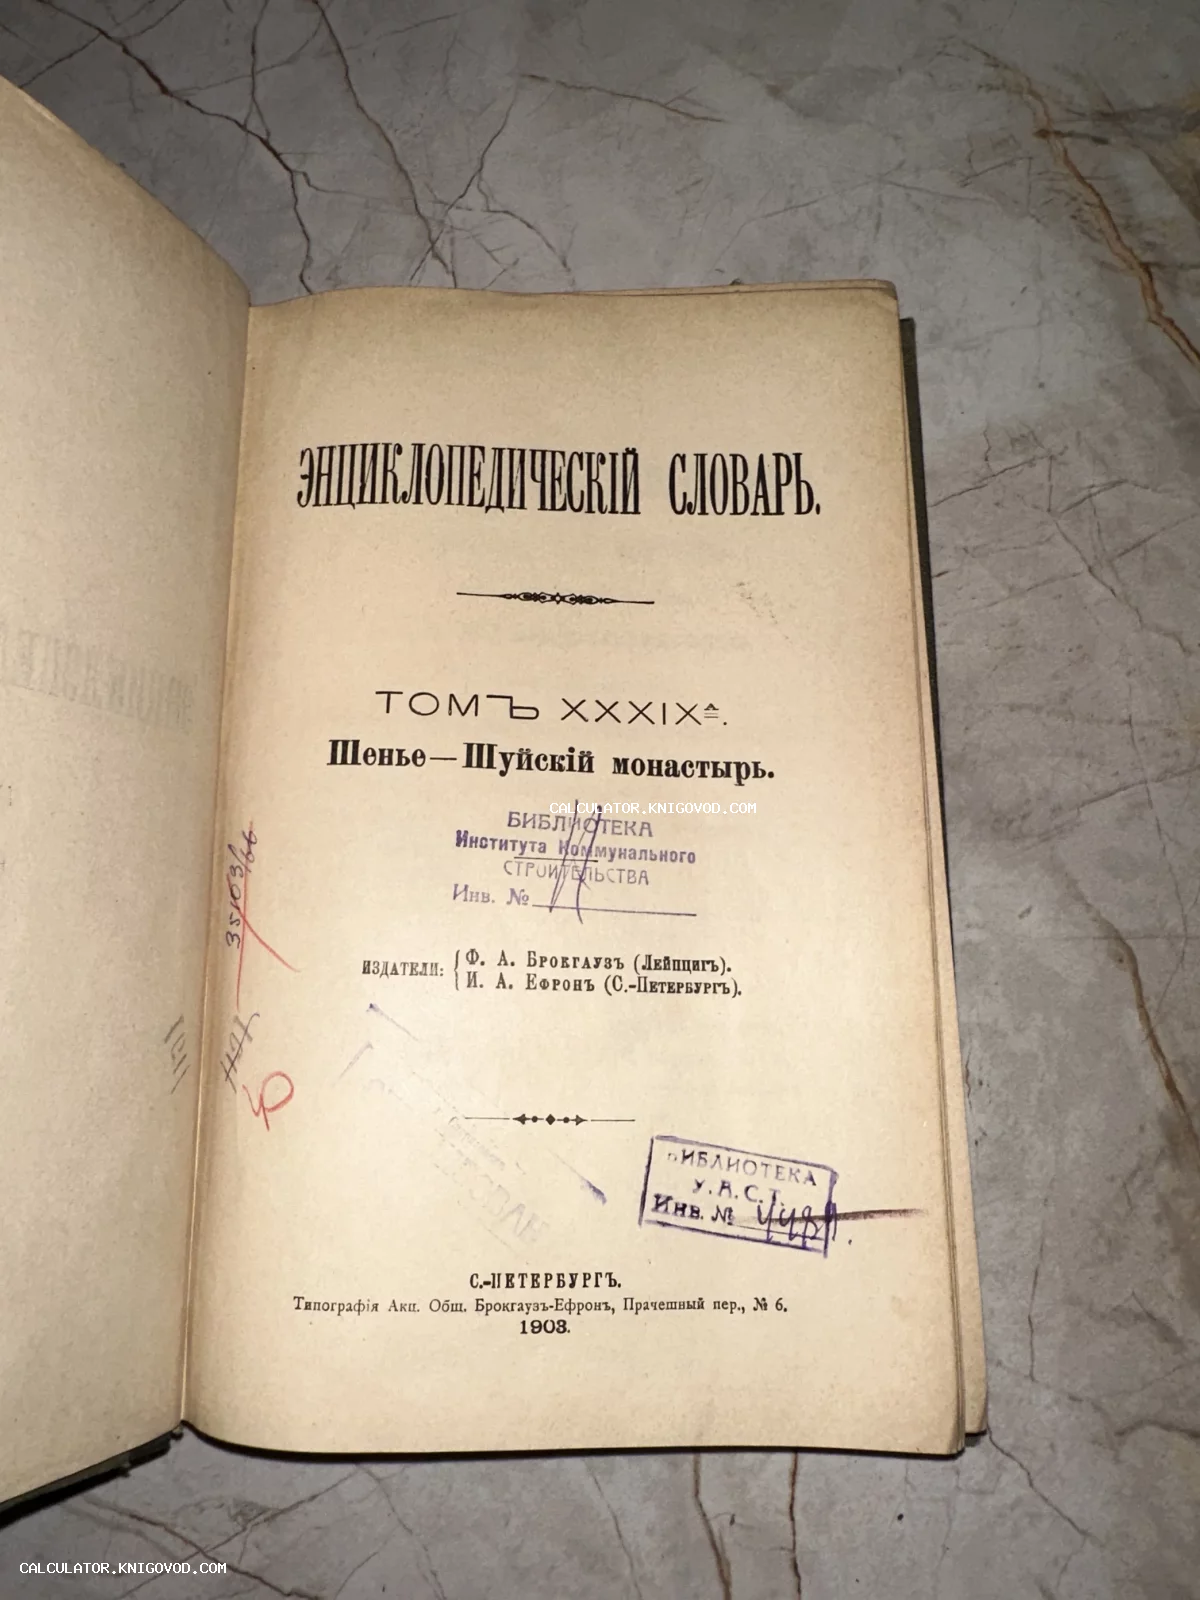 ЭНЦИКЛОПЕДИЧЕСКІЙ СЛОВАРЬ.
ТОМЪ XXXIXᴬ.
Шенье—Шуйскій монастырь.
CALCULATOR.KNIGOVOD.COM
БИБЛИОТЕКА
Института Коммунального
СТРОИТЕЛЬСТВА
Инв. №
35103/66
ИЗДАТЕЛИ: Ф. А. Брокгаузъ (Лейпцигъ).
И. А. Ефронъ (С.-Петербургъ).
БИБЛИОТЕКА
У.А.С.Т.
Инв. №
С.-ПЕТЕРБУРГЪ.
Типографія Акц. Общ. Брокгаузъ-Ефронъ, Прачешный пер., № 6.
1903.
CALCULATOR.KNIGOVOD.COM